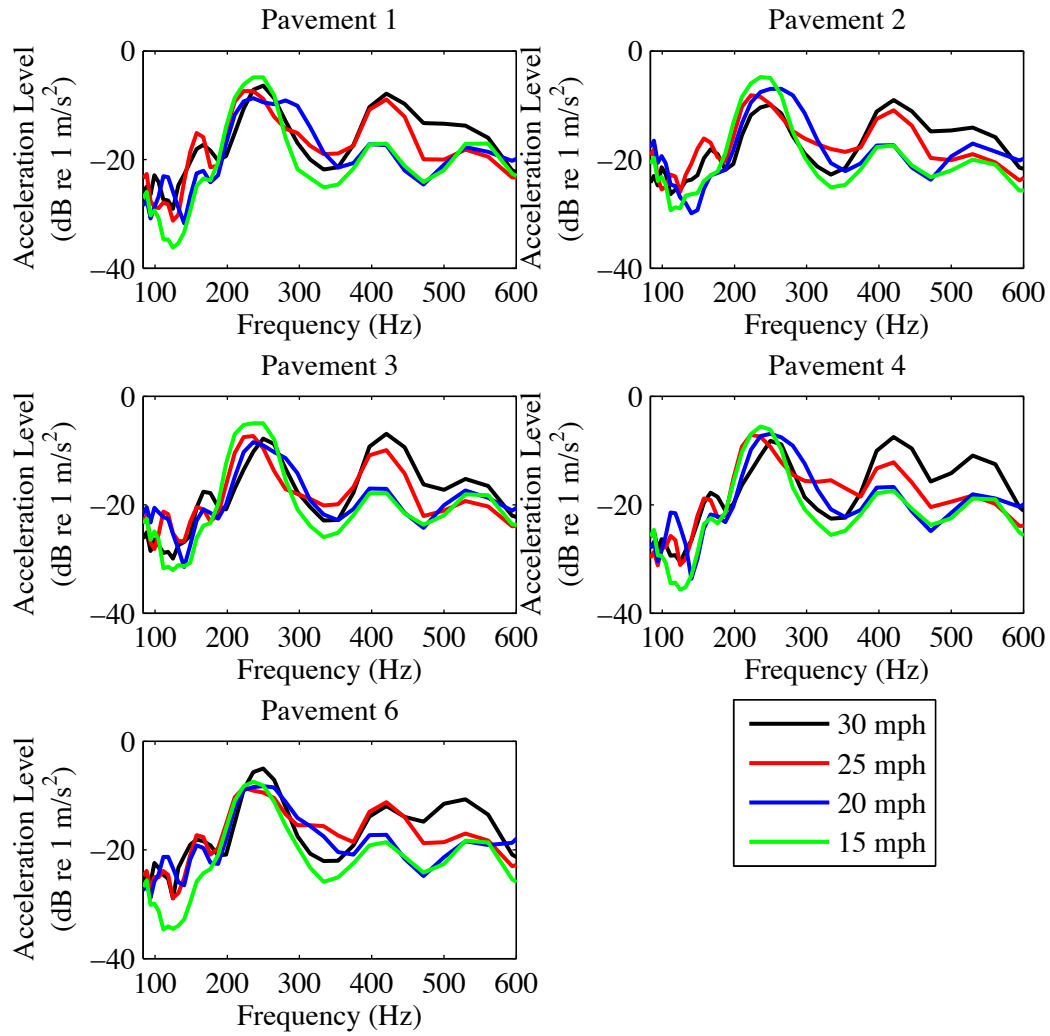 Pavement 1
Acceleration Level
(dB re 1 m/s²)
0
−20
−40
100 200 300 400 500 600
Frequency (Hz)
Pavement 2
Acceleration Level
(dB re 1 m/s²)
0
−20
−40
100 200 300 400 500 600
Frequency (Hz)
Pavement 3
Acceleration Level
(dB re 1 m/s²)
0
−20
−40
100 200 300 400 500 600
Frequency (Hz)
Pavement 4
Acceleration Level
(dB re 1 m/s²)
0
−20
−40
100 200 300 400 500 600
Frequency (Hz)
Pavement 6
Acceleration Level
(dB re 1 m/s²)
0
−20
−40
100 200 300 400 500 600
Frequency (Hz)
30 mph
25 mph
20 mph
15 mph